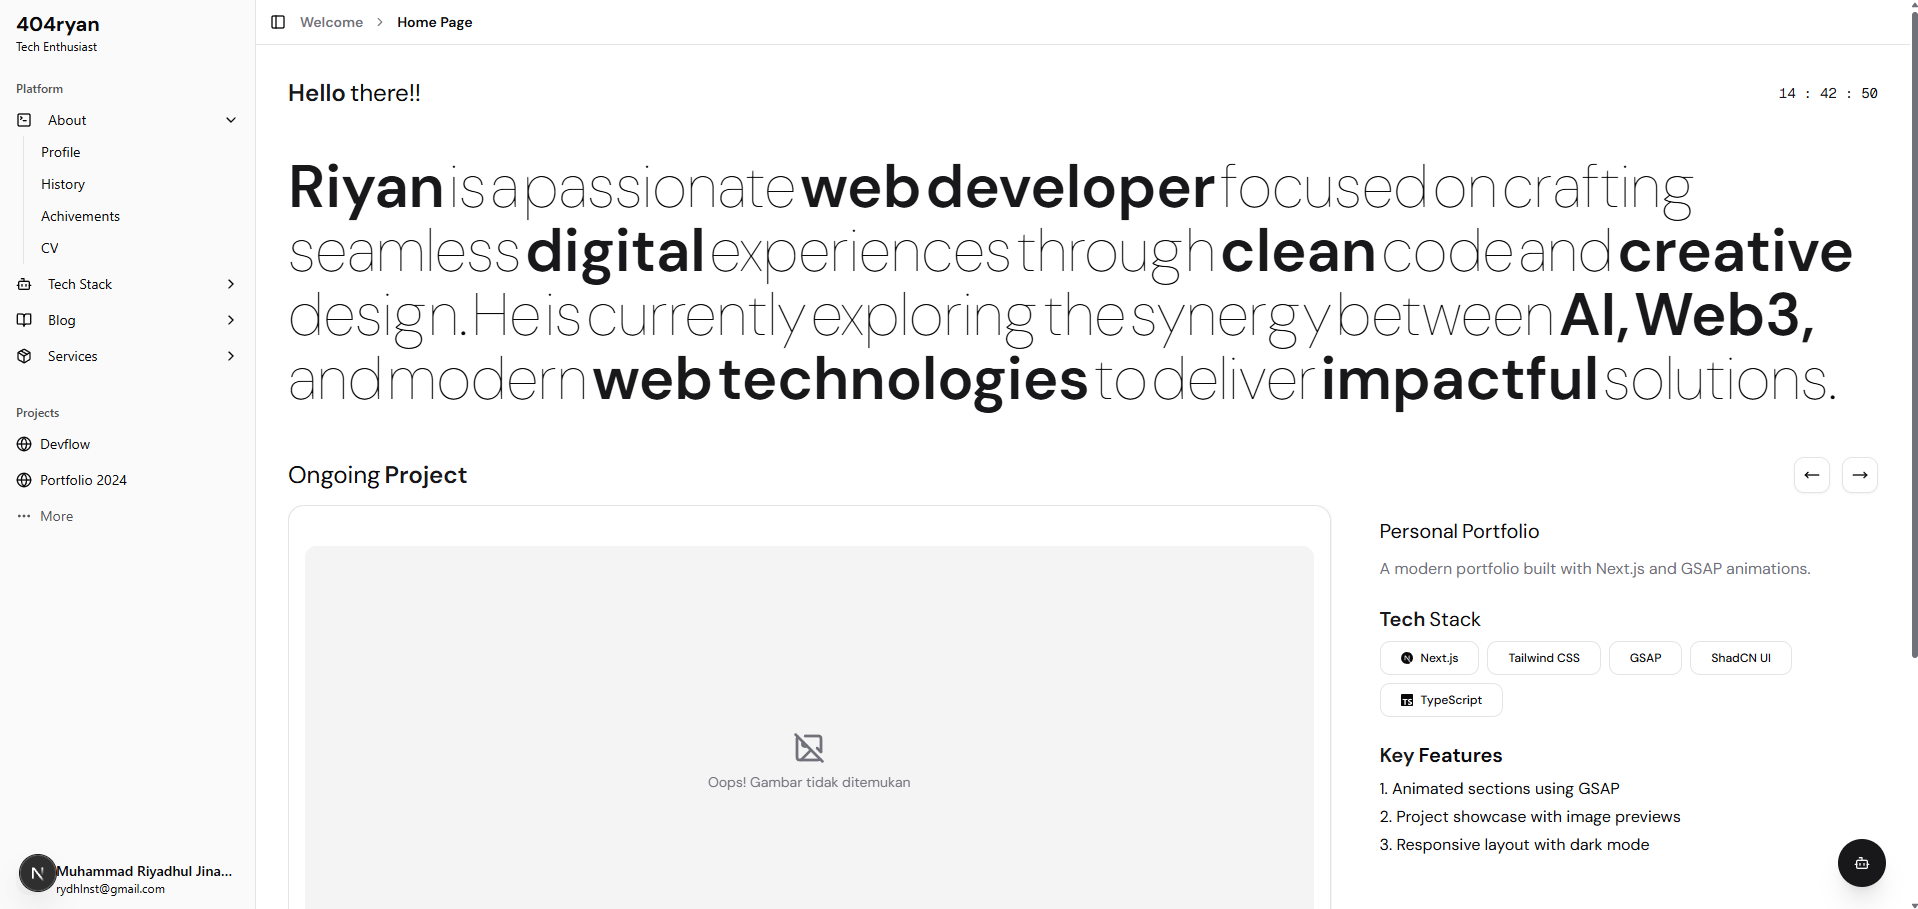 404ryan
Tech Enthusiast
Platform
About
Profile
History
Achivements
CV
Tech Stack
Blog
Services
Projects
Devflow
Portfolio 2024
More
N
Muhammad Riyadhul Jina...
rydhlnst@gmail.com
Welcome > Home Page
Hello there!!
14 : 42 : 50
Riyan is a passionate web developer focused on crafting
seamless digital experiences through clean code and creative
design. He is currently exploring the synergy between AI, Web3,
and modern web technologies to deliver impactful solutions.
Ongoing Project
Oops! Gambar tidak ditemukan
Personal Portfolio
A modern portfolio built with Next.js and GSAP animations.
Tech Stack
Next.js
Tailwind CSS
GSAP
ShadCN UI
TypeScript
Key Features
1. Animated sections using GSAP
2. Project showcase with image previews
3. Responsive layout with dark mode